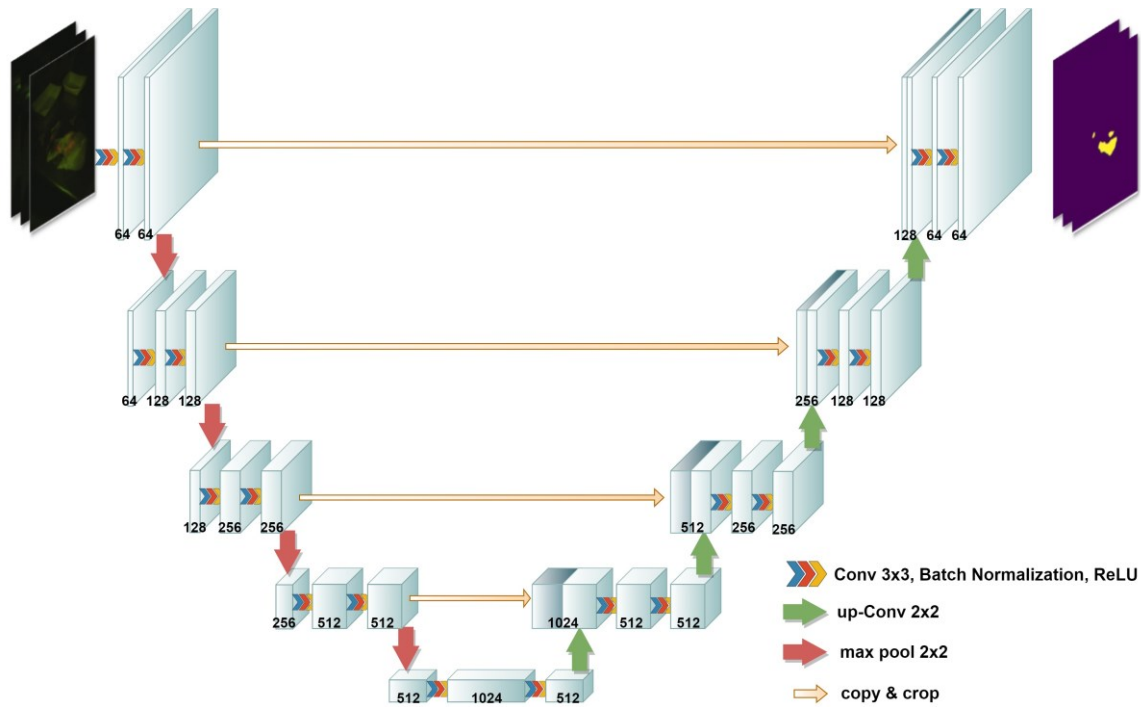 64 64
128 64 64
64 128 128
256 128 128
128 256 256
512 256 256
256 512 512
1024 512 512
512 1024 512
Conv 3x3, Batch Normalization, ReLU
up-Conv 2x2
max pool 2x2
copy & crop